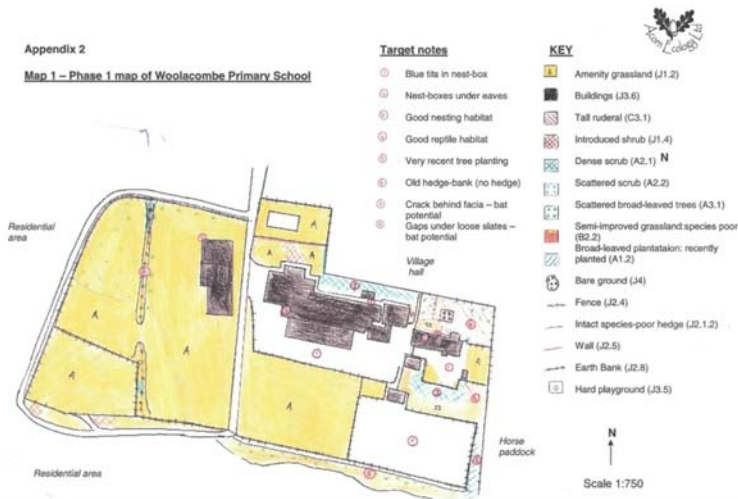 Acorn Ecology Ltd
Appendix 2
Map 1 – Phase 1 map of Woolacombe Primary School
Target notes
Blue tits in nest-box
Nest-boxes under eaves
Good nesting habitat
Good reptile habitat
Very recent tree planting
Old hedge-bank (no hedge)
Crack behind facia – bat
potential
Gaps under loose slates –
bat potential
KEY
A
Amenity grassland (J1.2)
Buildings (J3.6)
Tall ruderal (C3.1)
Introduced shrub (J1.4)
Dense scrub (A2.1) N
Scattered scrub (A2.2)
Scattered broad-leaved trees (A3.1)
Semi-improved grassland:species poor
(B2.2)
Broad-leaved plantataion: recently
planted (A1.2)
Bare ground (J4)
Fence (J2.4)
Intact species-poor hedge (J2.1.2)
Wall (J2.5)
Earth Bank (J2.8)
Hard playground (J3.5)
N
Scale 1:750
Residential
area
Village
hall
A
A
A
A
A
A
A
A
A
Horse
paddock
Residential area